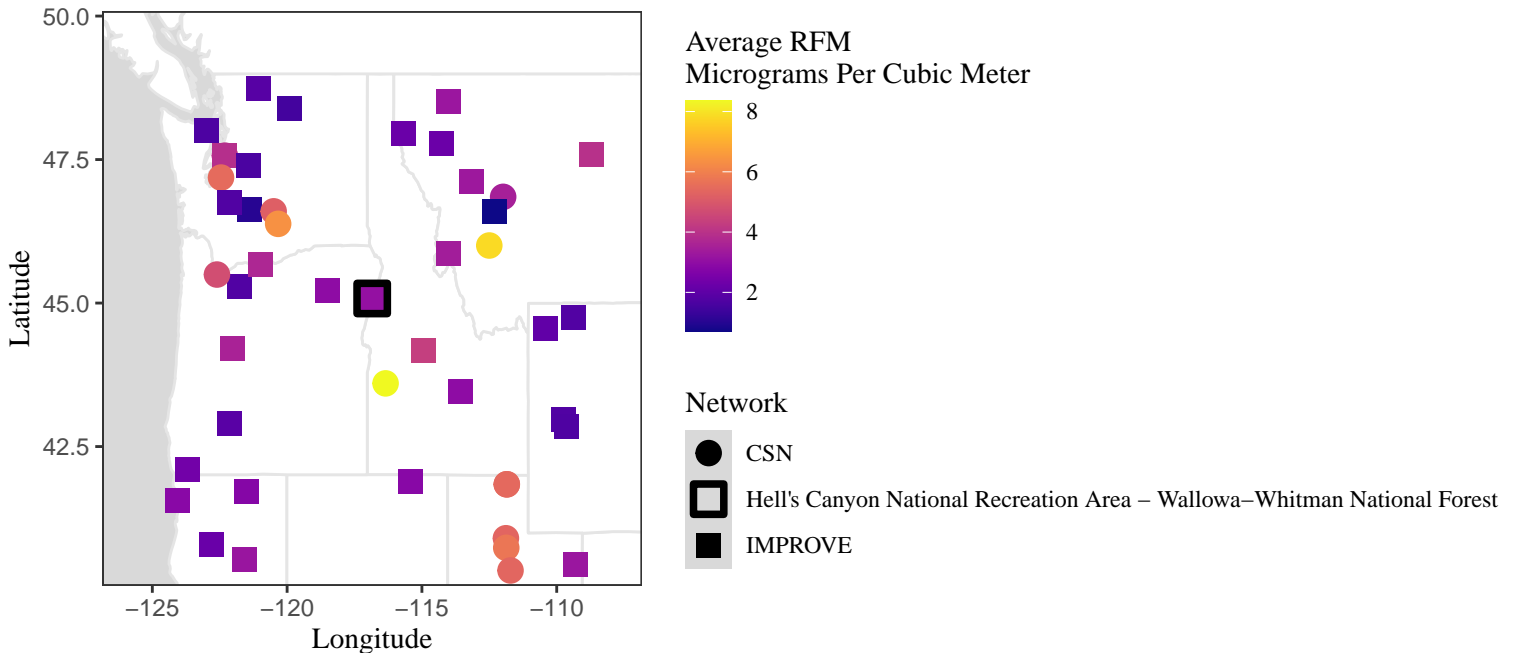 50.0
47.5
45.0
42.5
Latitude
−125
−120
−115
−110
Longitude
Average RFM
Micrograms Per Cubic Meter
8
6
4
2
Network
CSN
Hell's Canyon National Recreation Area − Wallowa−Whitman National Forest
IMPROVE